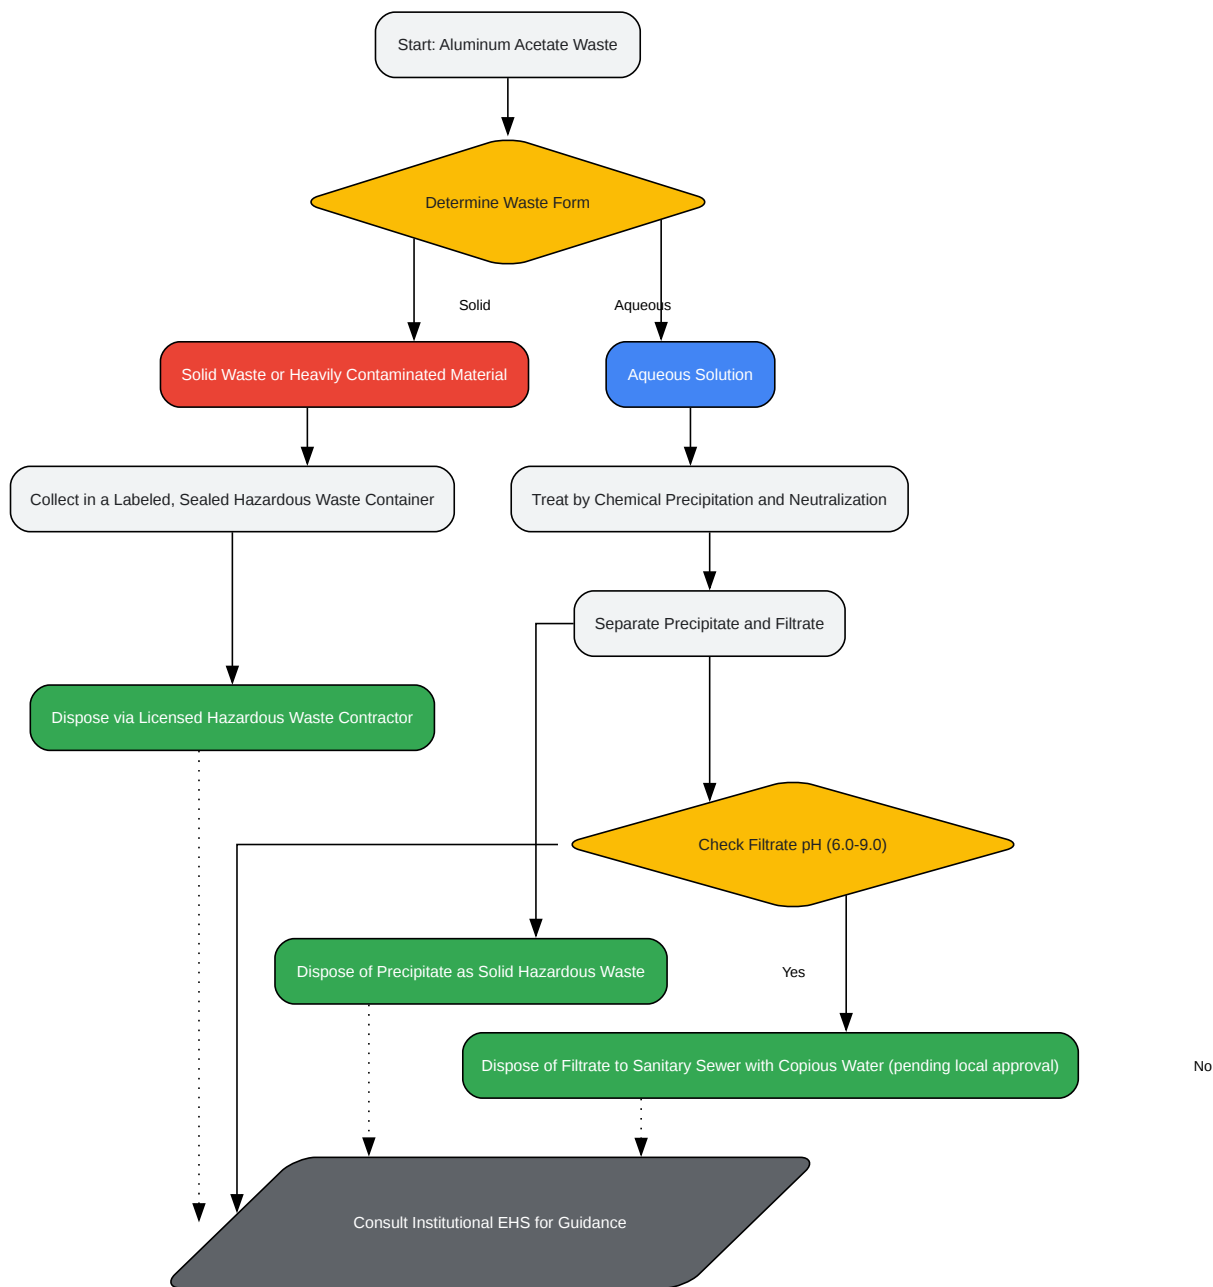 Start: Aluminum Acetate Waste
Determine Waste Form
Solid
Aqueous
Solid Waste or Heavily Contaminated Material
Aqueous Solution
Collect in a Labeled, Sealed Hazardous Waste Container
Treat by Chemical Precipitation and Neutralization
Separate Precipitate and Filtrate
Dispose via Licensed Hazardous Waste Contractor
Check Filtrate pH (6.0-9.0)
Dispose of Precipitate as Solid Hazardous Waste
Yes
Dispose of Filtrate to Sanitary Sewer with Copious Water (pending local approval)
No
Consult Institutional EHS for Guidance